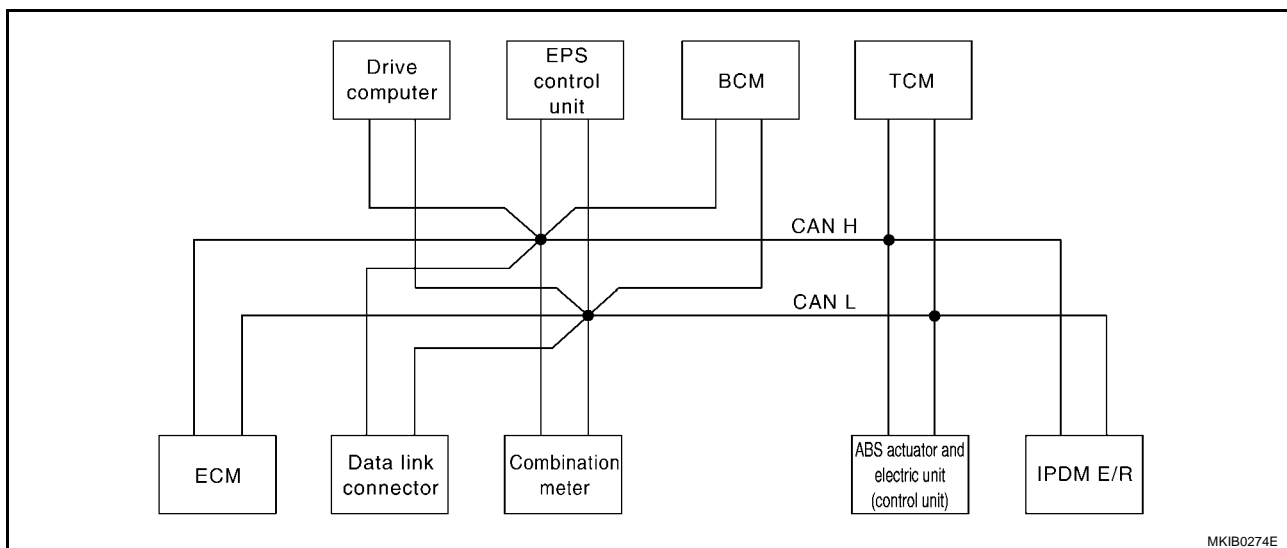 Drive
computer
EPS
control
unit
BCM
TCM
CAN H
CAN L
ECM
Data link
connector
Combination
meter
ABS actuator and
electric unit
(control unit)
IPDM E/R
MKIB0274E